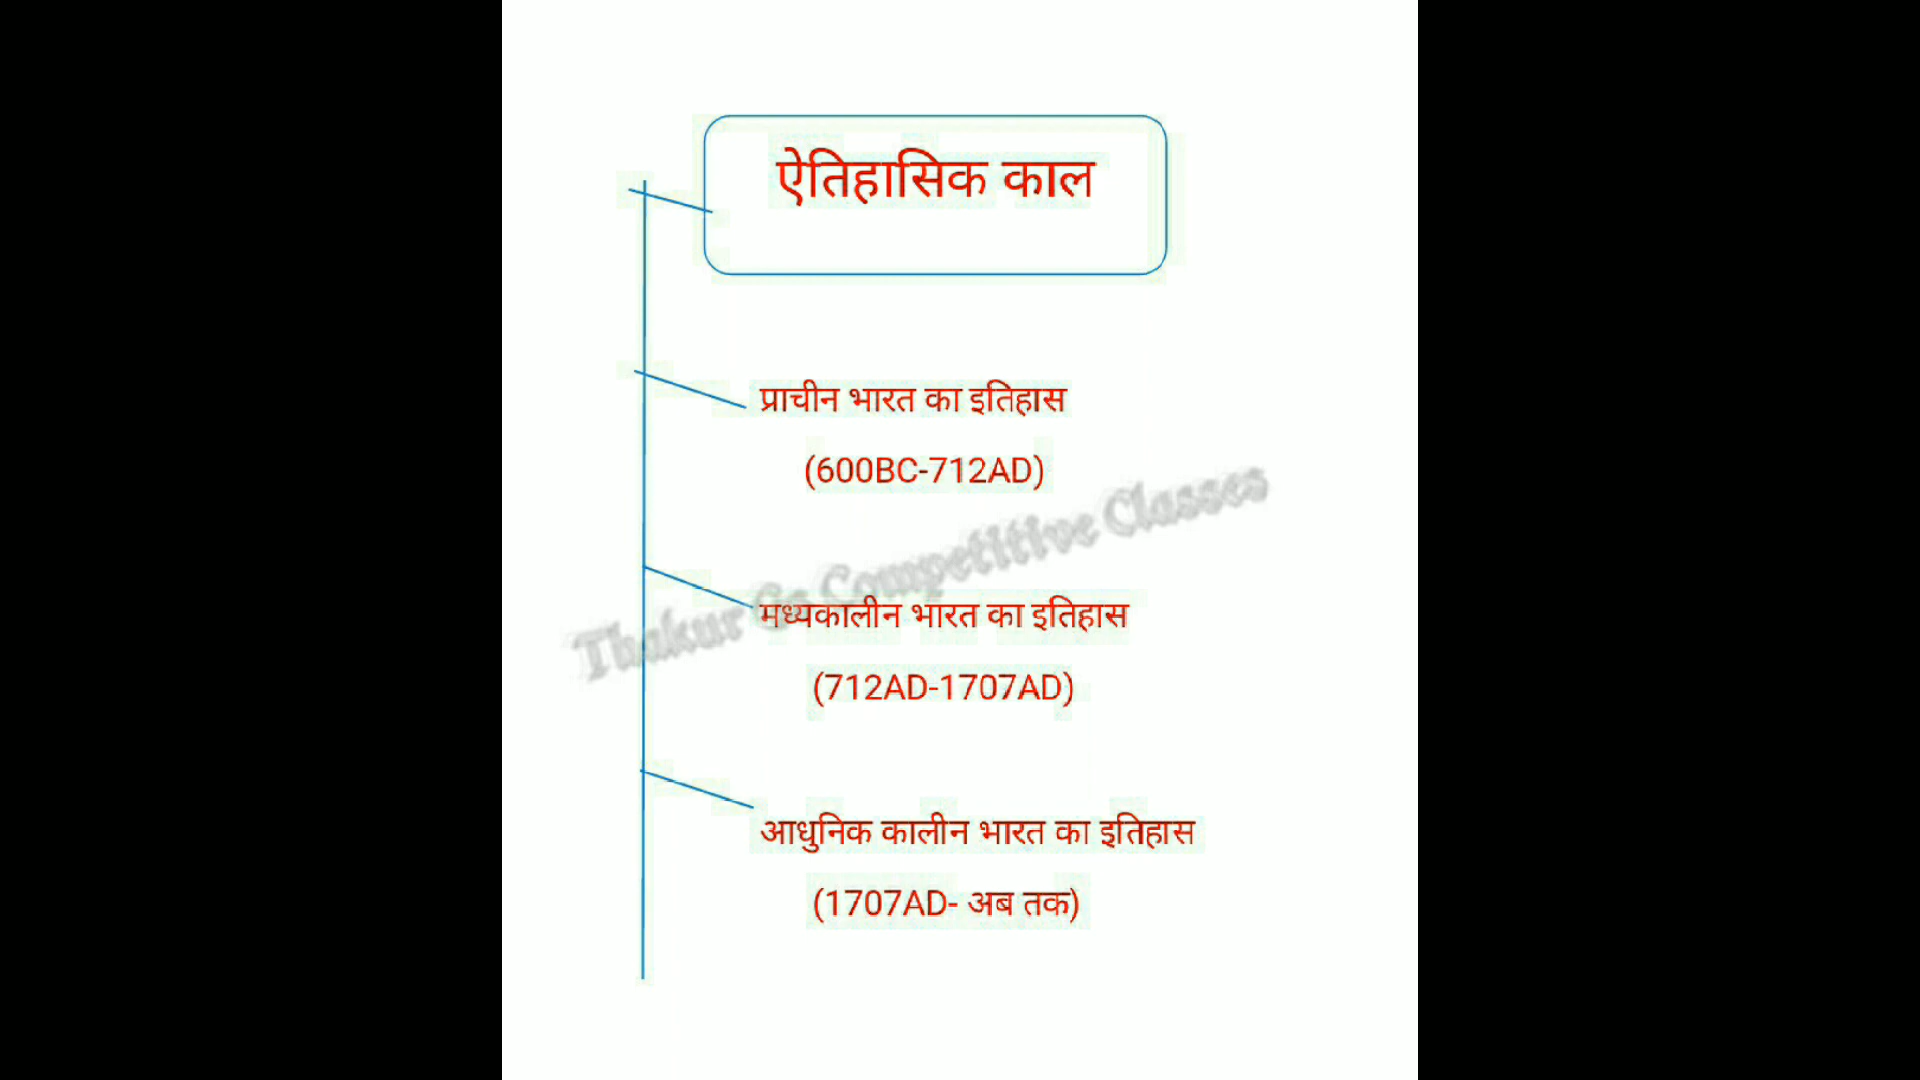 ऐतिहासिक काल
प्राचीन भारत का इतिहास
(600BC-712AD)
Thakur Gs Competitive Classes
मध्यकालीन भारत का इतिहास
(712AD-1707AD)
आधुनिक कालीन भारत का इतिहास
(1707AD- अब तक)